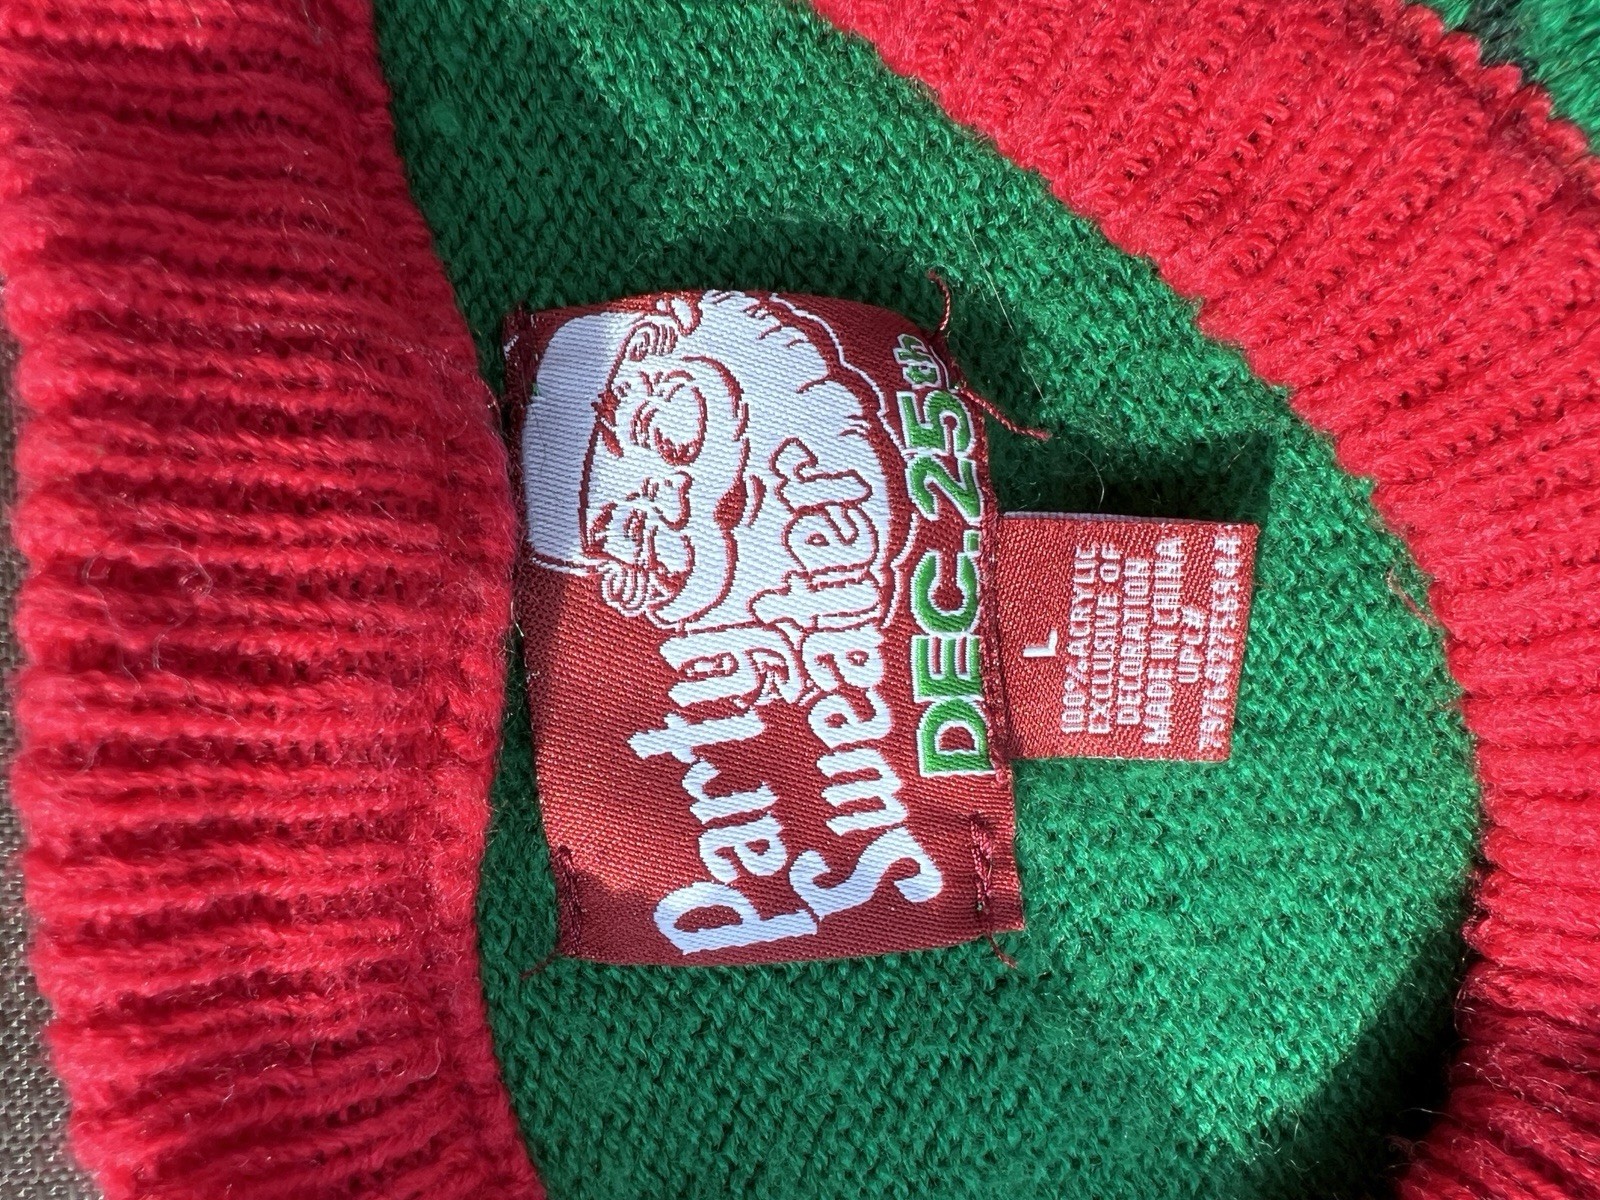 Party
Sweater
DEC.25th
L
100% ACRYLIC
EXCLUSIVE OF
DECORATION
MADE IN CHINA